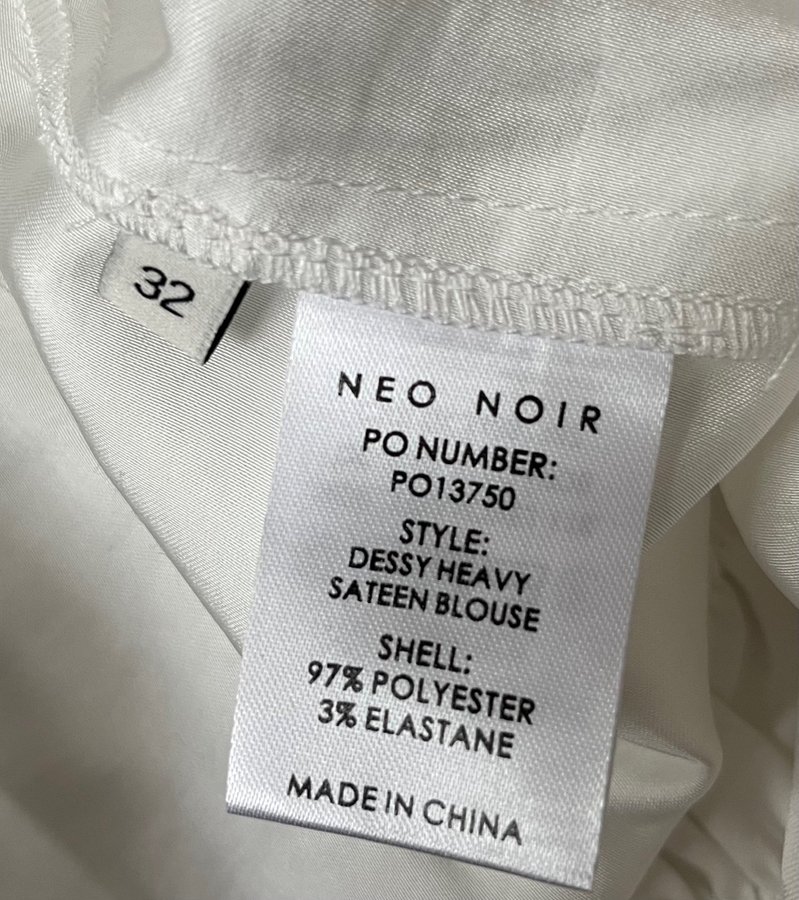 32
NEO NOIR
PO NUMBER:
PO13750
STYLE:
DESSY HEAVY
SATEEN BLOUSE
SHELL:
97% POLYESTER
3% ELASTANE
MADE IN CHINA